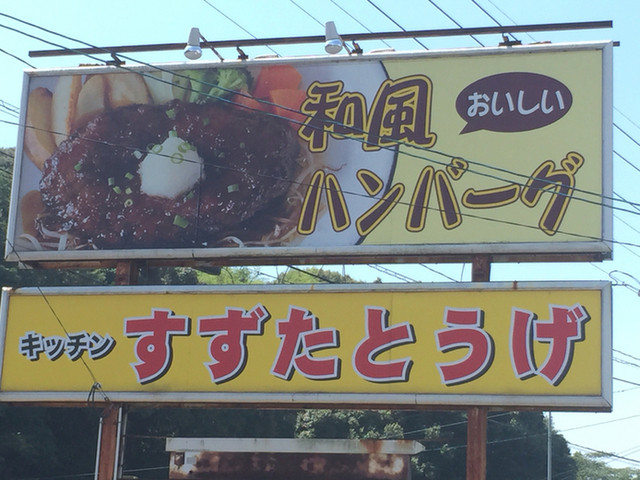 和風
おいしい
ハンバーグ
キッチン すずたとうげ